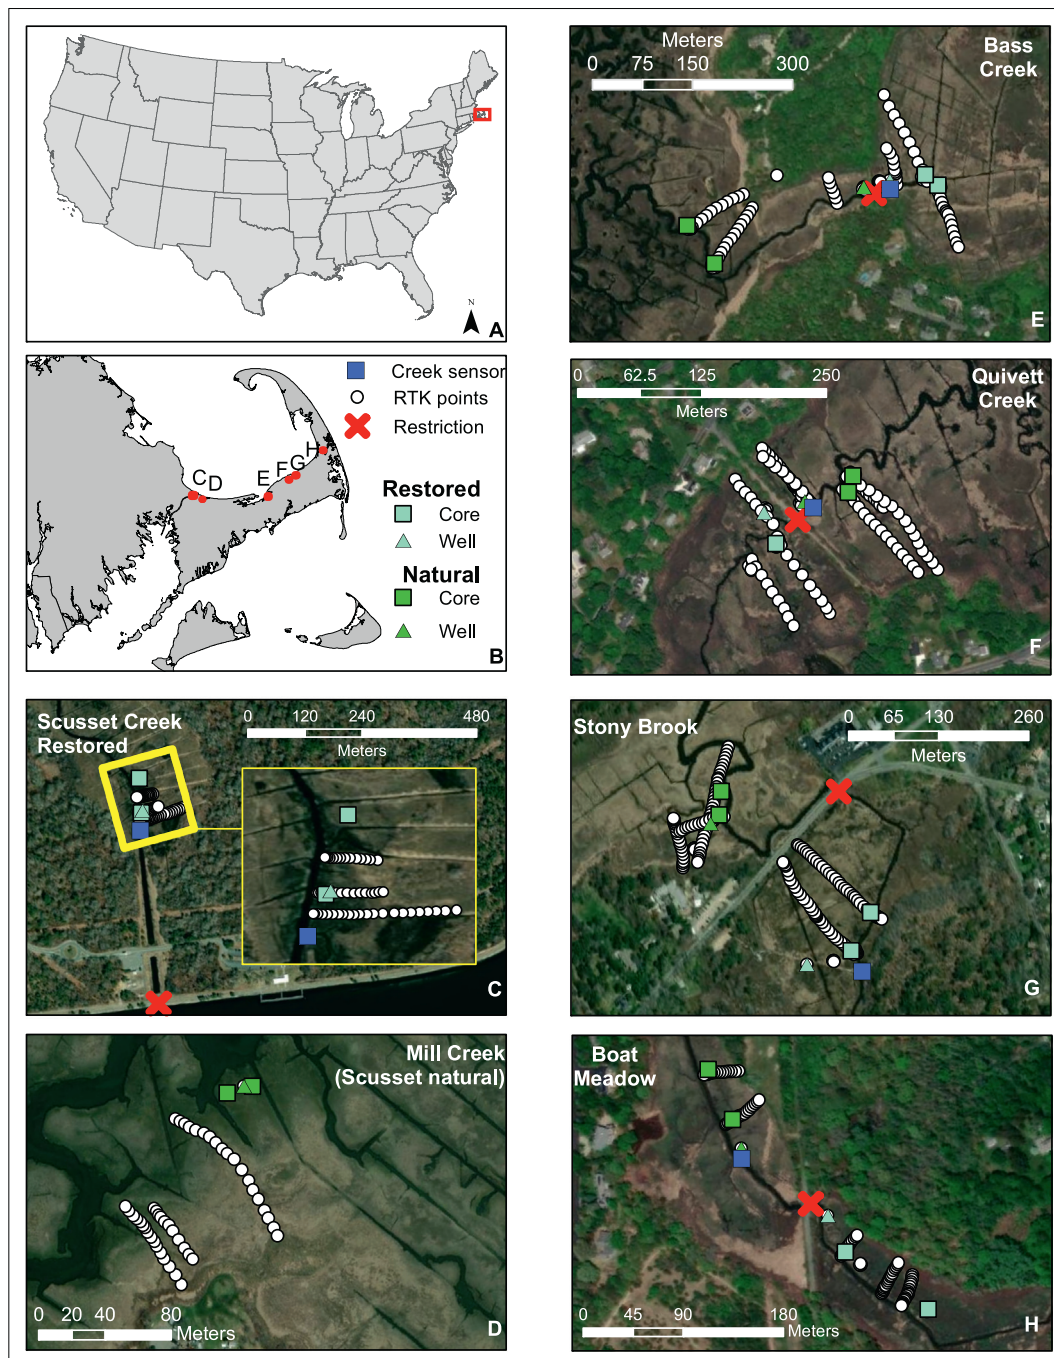 N
A
Creek sensor
RTK points
Restriction
Restored
Core
Well
Natural
Core
Well
C
D
E
F
G
H
B
Scusset Creek
Restored
0 120 240 480
Meters
C
Mill Creek
(Scusset natural)
0 20 40 80
Meters
D
Meters
0 75 150 300
Bass
Creek
E
0 62.5 125 250
Meters
Quivett
Creek
F
Stony Brook
0 65 130 260
Meters
G
Boat
Meadow
0 45 90 180
Meters
H